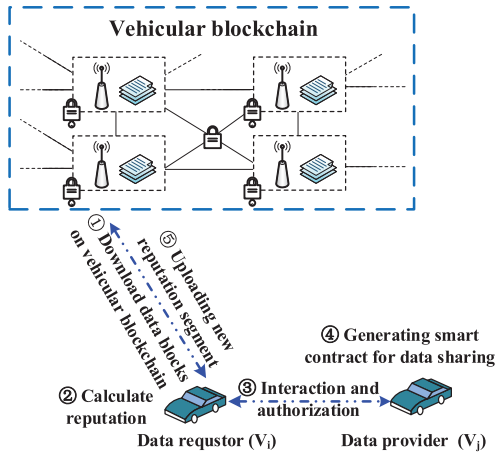 Vehicular blockchain
① Download data blocks
on vehicular blockchain
⑤ Uploading new
reputation segment
④ Generating smart
contract for data sharing
② Calculate
reputation
③ Interaction and
authorization
Data requstor (Vi)
Data provider (Vj)